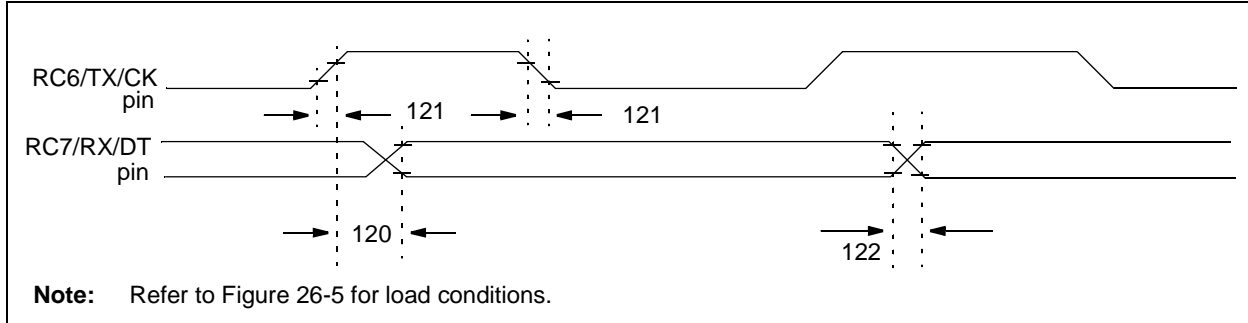 RC6/TX/CK
pin
121
121
RC7/RX/DT
pin
120
122
Note: Refer to Figure 26-5 for load conditions.